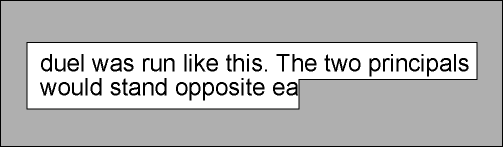 duel was run like this. The two principals
would stand opposite ea